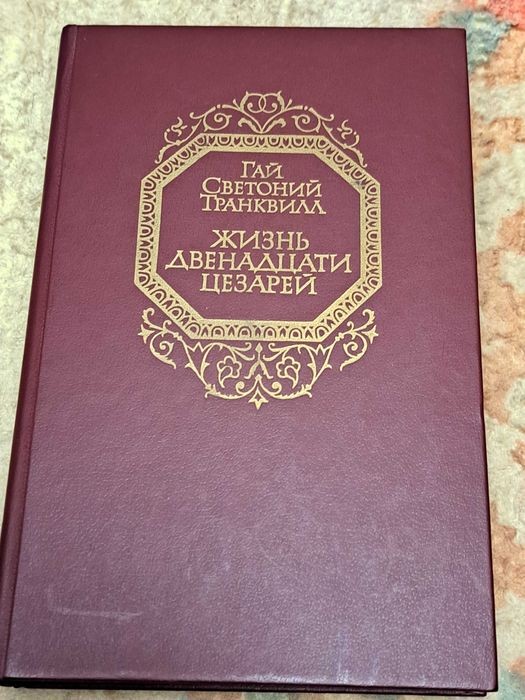 ГАЙ
СВЕТОНИЙ
ТРАНКВИЛЛ
ЖИЗНЬ
ДВЕНАДЦАТИ
ЦЕЗАРЕЙ